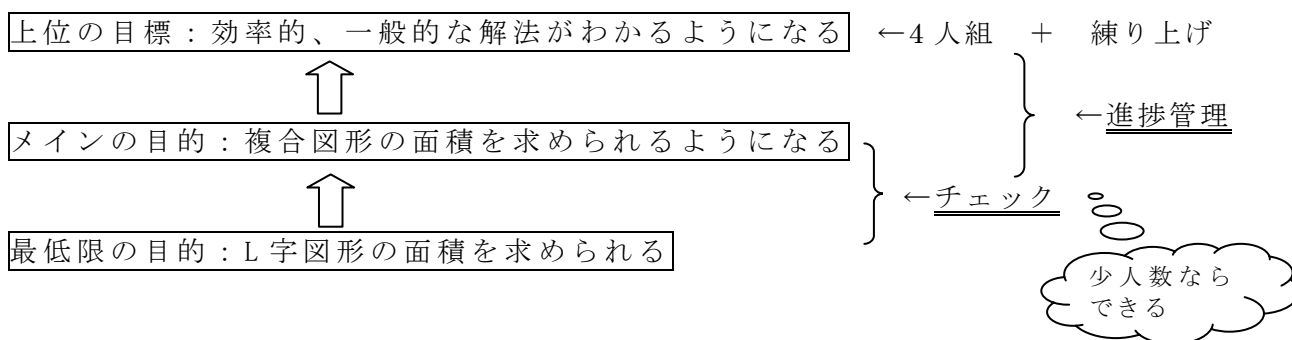 上位の目標：効率的、一般的な解法がわかるようになる ←4人組 ＋ 練り上げ
←進捗管理
メインの目的：複合図形の面積を求められるようになる
←チェック
最低限の目的：L字図形の面積を求められる
少人数なら
できる